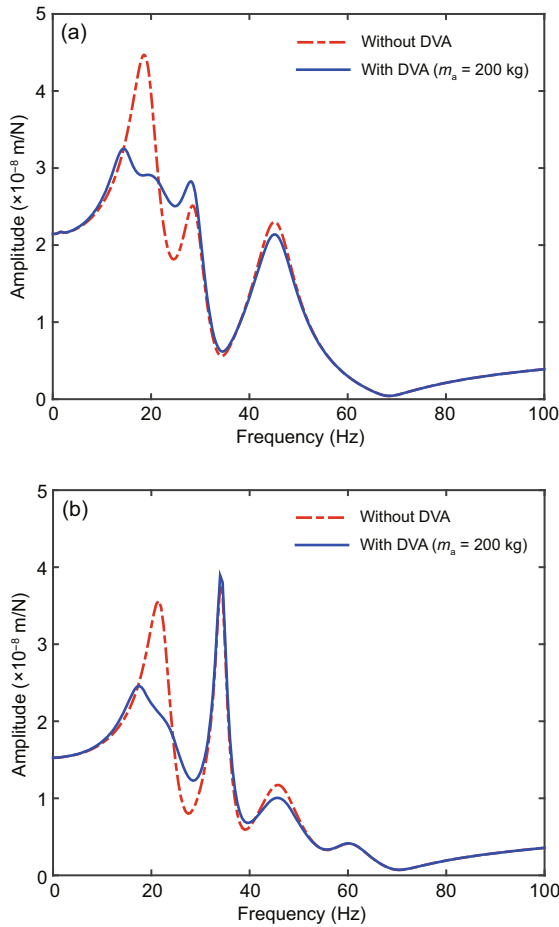 (a)
Without DVA
With DVA (mₐ = 200 kg)
Amplitude (×10⁻⁸ m/N)
5
4
3
2
1
0
0 20 40 60 80 100
Frequency (Hz)
(b)
Without DVA
With DVA (mₐ = 200 kg)
Amplitude (×10⁻⁸ m/N)
5
4
3
2
1
0
0 20 40 60 80 100
Frequency (Hz)